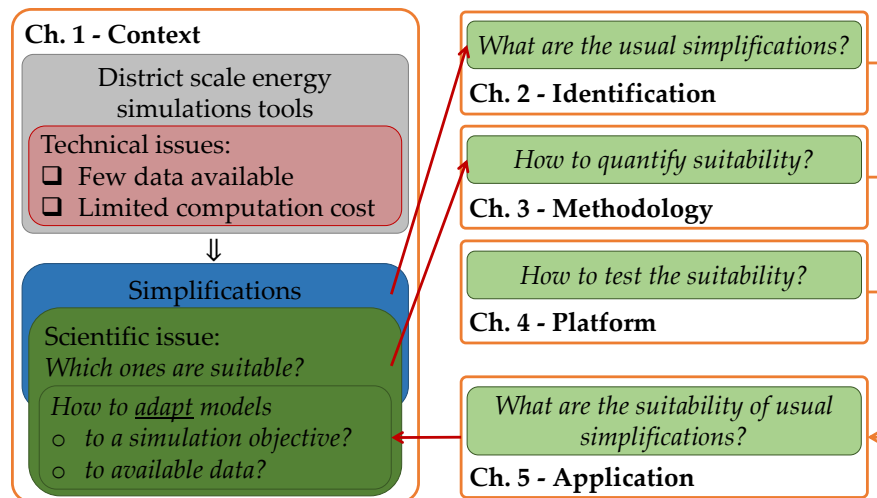 Ch. 1 - Context
District scale energy
simulations tools
Technical issues:
❑ Few data available
❑ Limited computation cost
⇓
Simplifications
Scientific issue:
Which ones are suitable?
How to adapt models
o to a simulation objective?
o to available data?
What are the usual simplifications?
Ch. 2 - Identification
How to quantify suitability?
Ch. 3 - Methodology
How to test the suitability?
Ch. 4 - Platform
What are the suitability of usual
simplifications?
Ch. 5 - Application